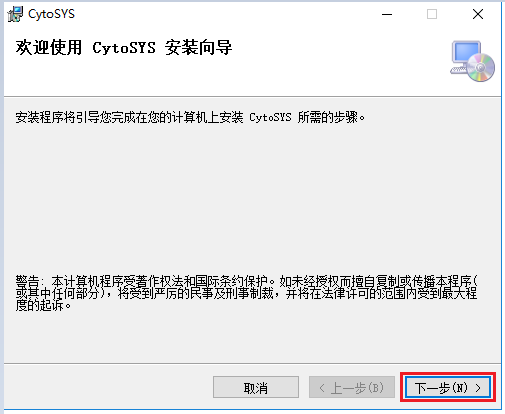 CytoSYS
欢迎使用 CytoSYS 安装向导
安装程序将引导您完成在您的计算机上安装 CytoSYS 所需的步骤。
警告: 本计算机程序受著作权法和国际条约保护。如未经授权而擅自复制或传播本程序(
或其中任何部分)，将受到严厉的民事及刑事制裁，并将在法律许可的范围内受到最大程
度的起诉。
取消
< 上一步(B)
下一步(N) >